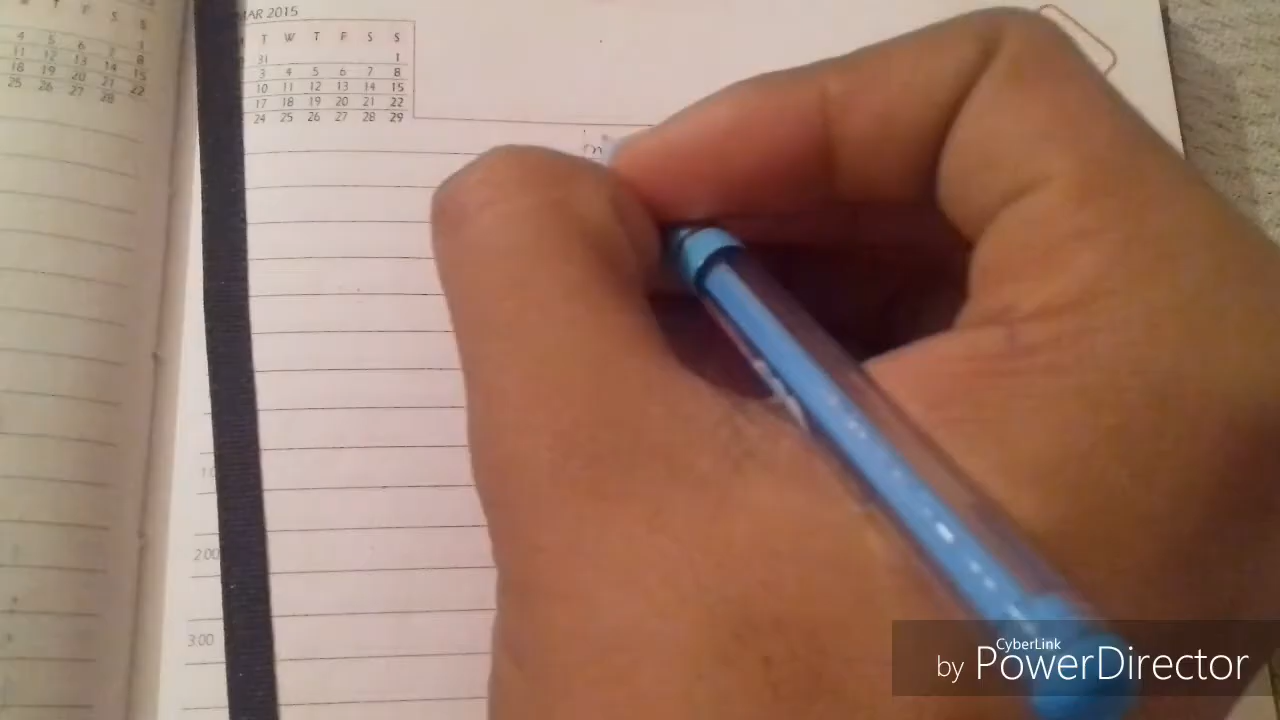 MAR 2015
T W T F S S
31 1
3 4 5 6 7 8
10 11 12 13 14 15
17 18 19 20 21 22
24 25 26 27 28 29
T F S S
4 5 6 7 1
11 12 13 14 8
18 19 20 21 15
25 26 27 28 22
2:00
3:00
CyberLink
by PowerDirector